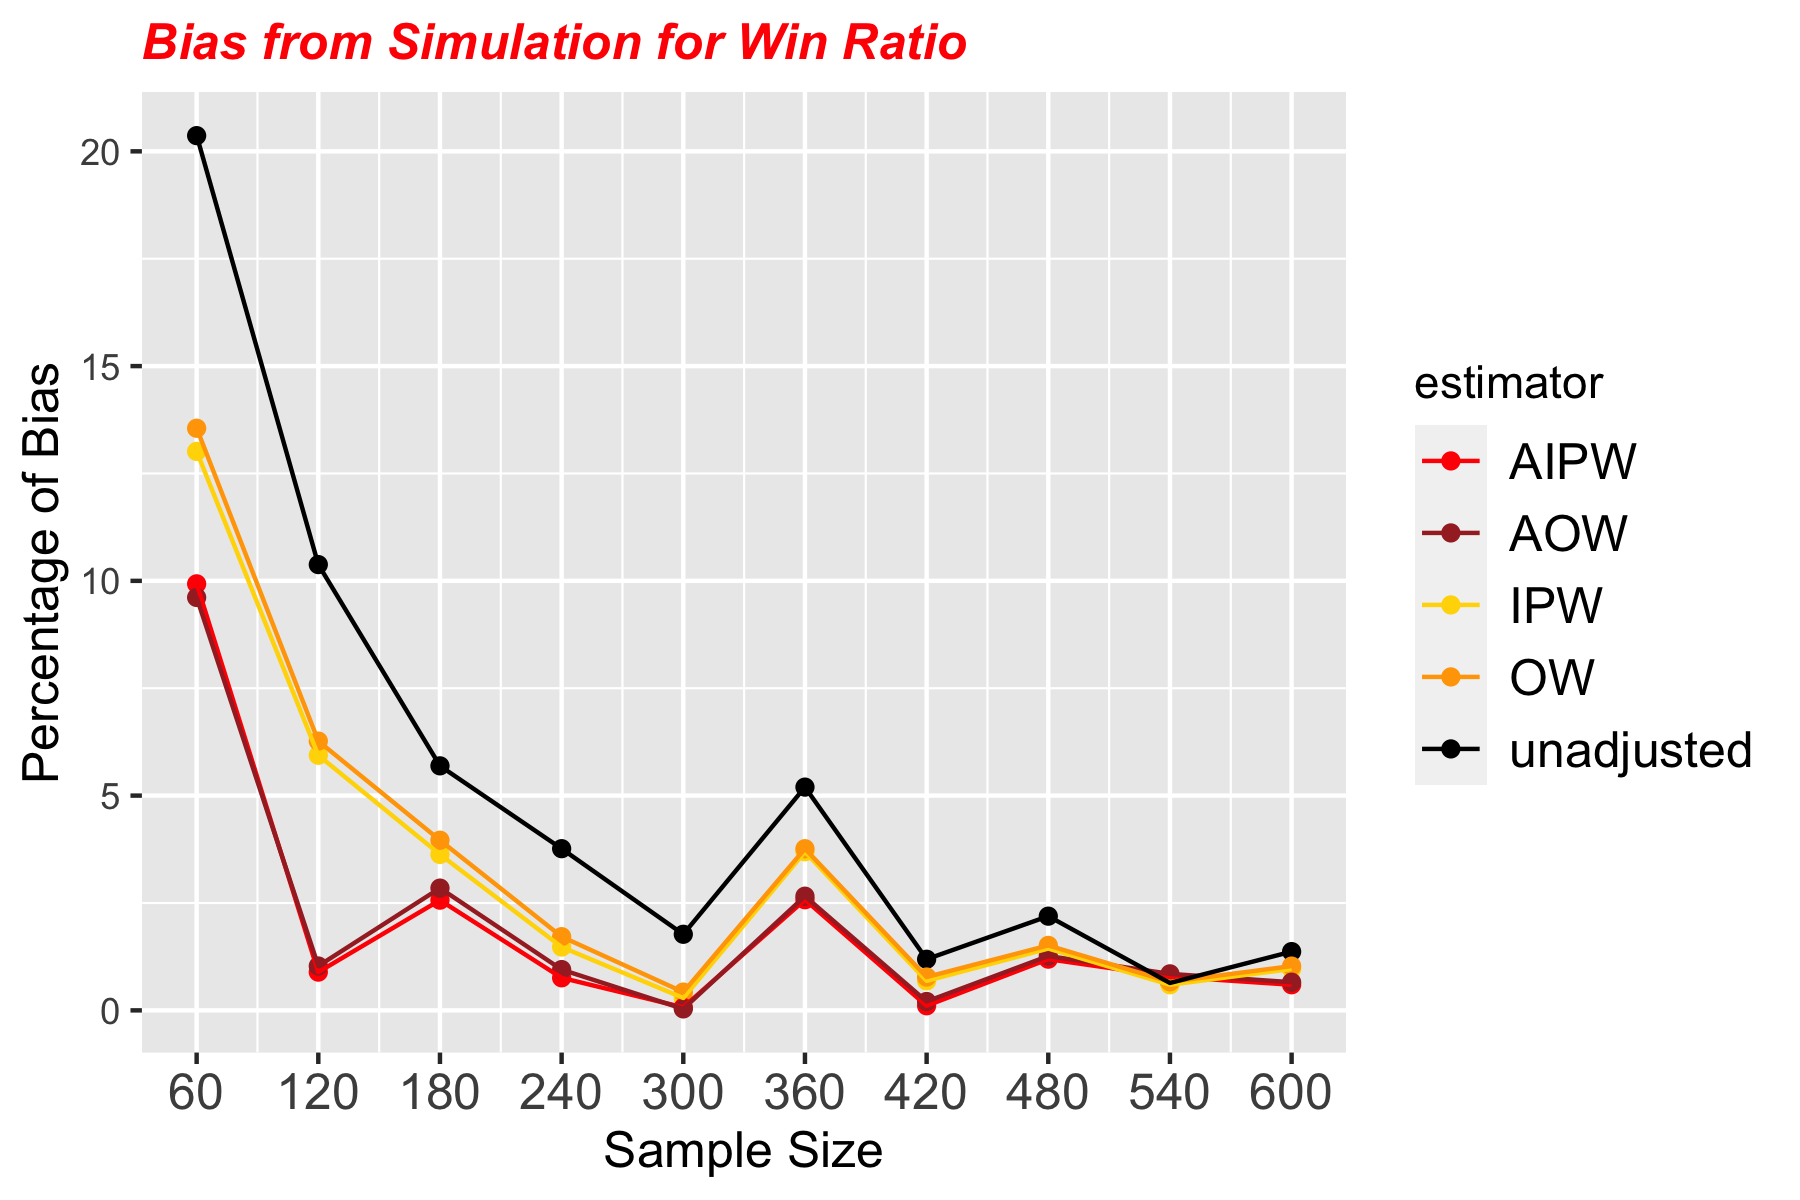 Bias from Simulation for Win Ratio
20
15
10
5
0
Percentage of Bias
60 120 180 240 300 360 420 480 540 600
Sample Size
estimator
AIPW
AOW
IPW
OW
unadjusted